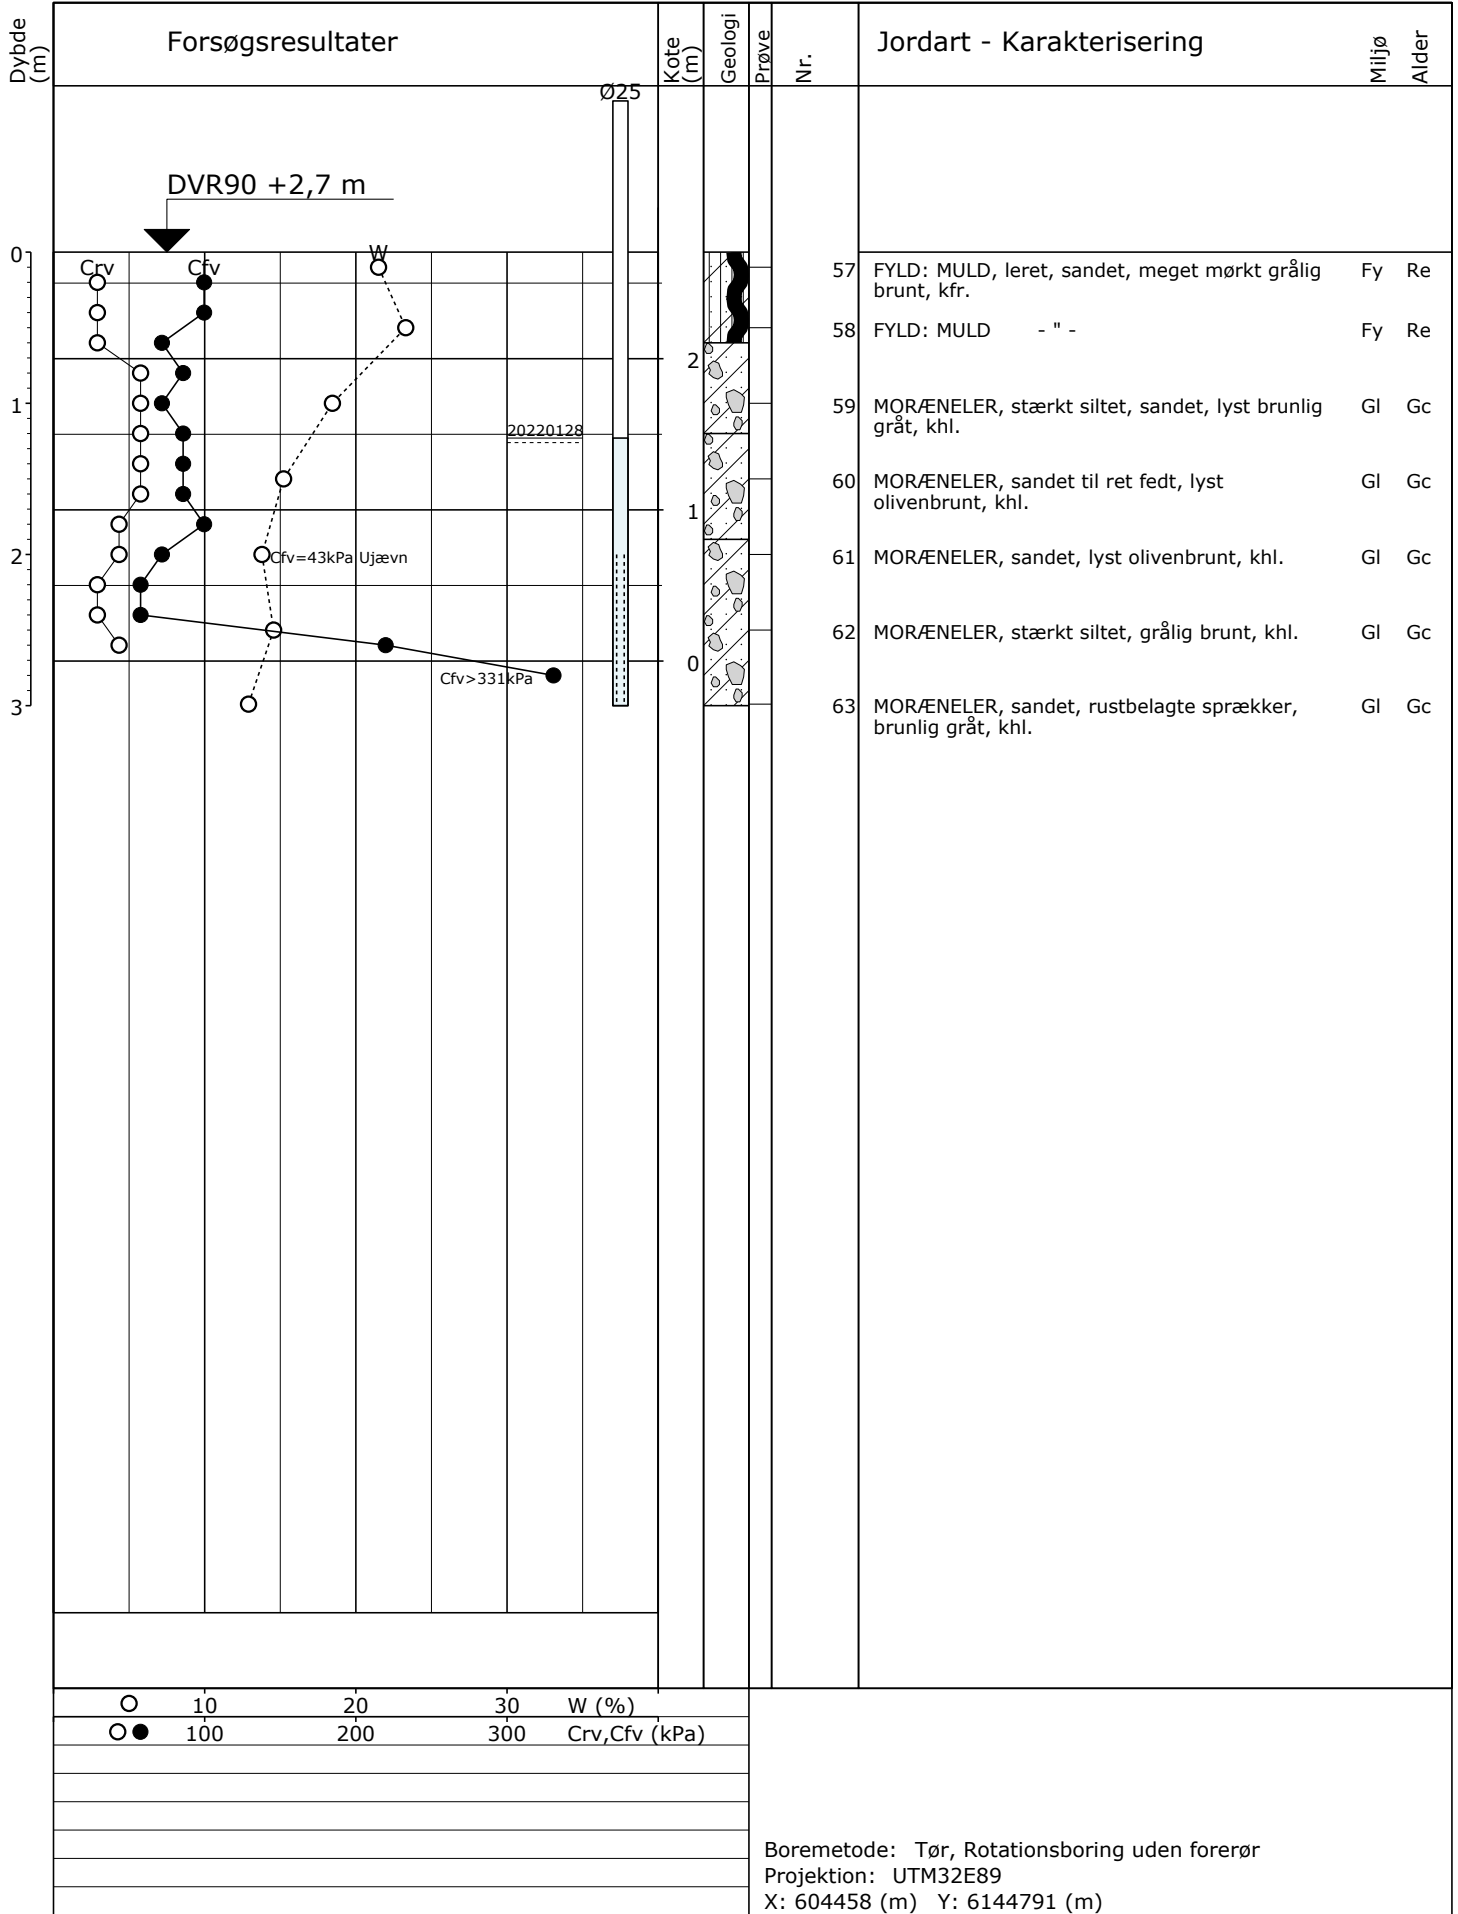 Dybde (m)
Forsøgsresultater
Kote (m)
Geologi
Prøve
Nr.
Jordart - Karakterisering
Miljø
Alder
Ø25
DVR90 +2,7 m
0
Crv
Cfv
W
57 FYLD: MULD, leret, sandet, meget mørkt grålig Fy Re
brunt, kfr.
58 FYLD: MULD - " - Fy Re
2
1
59 MORÆNELER, stærkt siltet, sandet, lyst brunlig Gl Gc
gråt, khl.
20220128
60 MORÆNELER, sandet til ret fedt, lyst Gl Gc
olivenbrunt, khl.
1
2
Cfv=43kPa Ujævn
61 MORÆNELER, sandet, lyst olivenbrunt, khl. Gl Gc
62 MORÆNELER, stærkt siltet, grålig brunt, khl. Gl Gc
0
Cfv>331kPa
3
63 MORÆNELER, sandet, rustbelagte sprækker, Gl Gc
brunlig gråt, khl.
10 20 30 W (%)
100 200 300 Crv,Cfv (kPa)
Boremetode: Tør, Rotationsboring uden forerør
Projektion: UTM32E89
X: 604458 (m) Y: 6144791 (m)